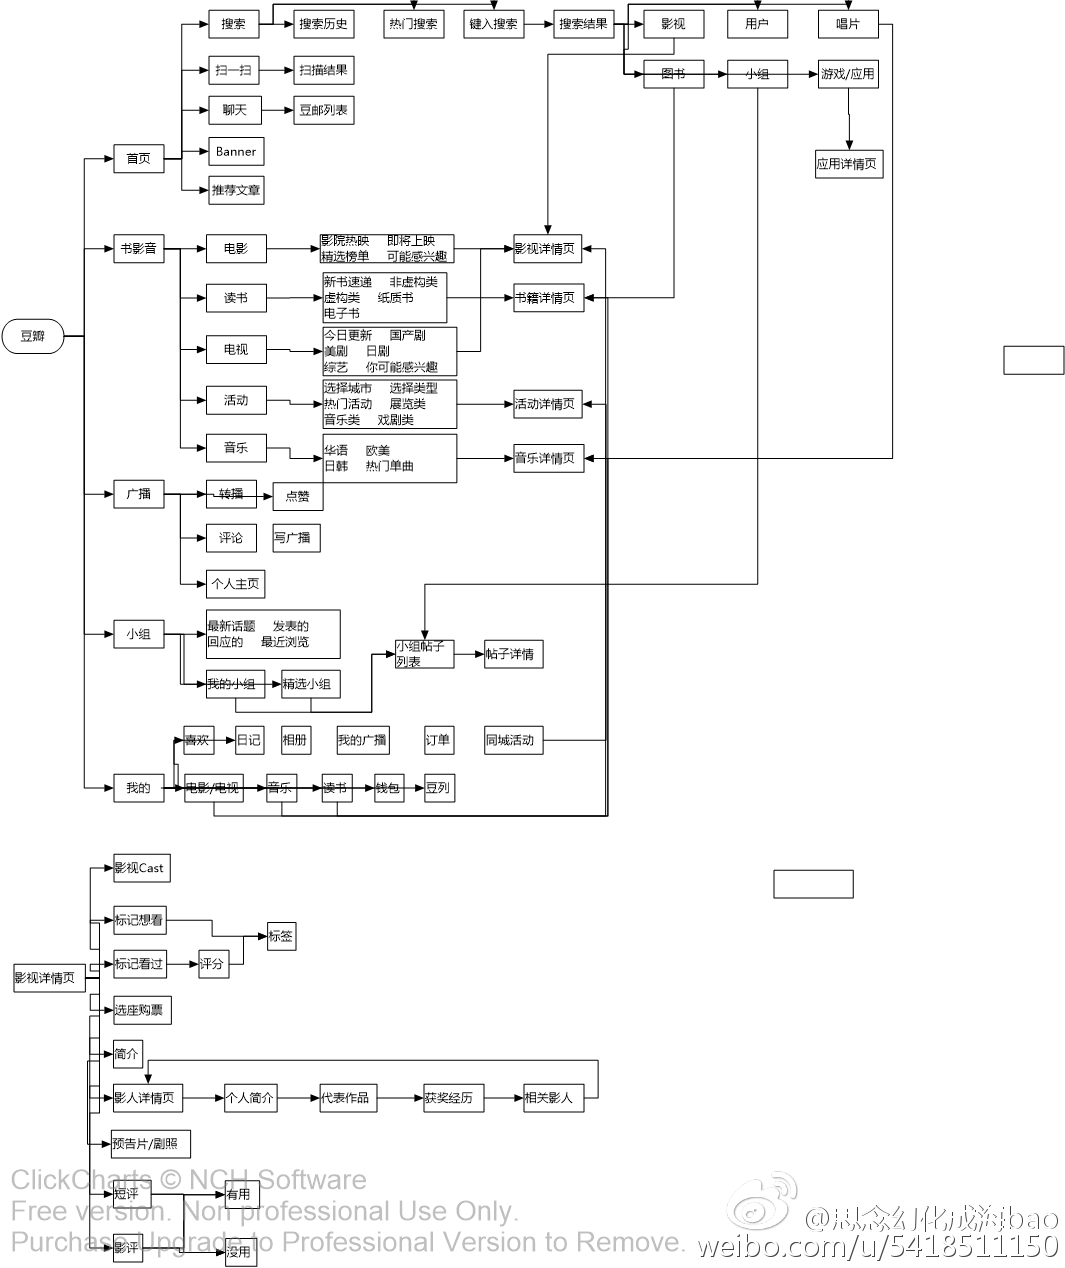 搜索
搜索历史
热门搜索
键入搜索
搜索结果
影视
用户
唱片
扫一扫
扫描结果
图书
小组
游戏/应用
聊天
豆邮列表
首页
Banner
应用详情页
推荐文章
书影音
电影
影院热映 即将上映
精选榜单 可能感兴趣
影视详情页
读书
新书速递 非虚构类
虚构类 纸质书
电子书
书籍详情页
豆瓣
电视
今日更新 国产剧
美剧 日剧
综艺 你可能感兴趣
活动
选择城市 选择类型
热门活动 展览类
音乐类 戏剧类
活动详情页
音乐
华语 欧美
日韩 热门单曲
音乐详情页
广播
转播
点赞
评论
写广播
个人主页
小组
最新话题 发表的
回应的 最近浏览
小组帖子
列表
帖子详情
我的小组
精选小组
喜欢
日记
相册
我的广播
订单
同城活动
我的
电影/电视
音乐
读书
钱包
豆列
影视Cast
标记想看
标签
影视详情页
标记看过
评分
选座购票
简介
影人详情页
个人简介
代表作品
获奖经历
相关影人
预告片/剧照
短评
有用
影评
没用
ClickCharts © NCH Software
Free version. Non professional Use Only.
Purchase Upgrade to Professional Version to Remove.
@思念幻化成海bao
weibo.com/u/5418511150